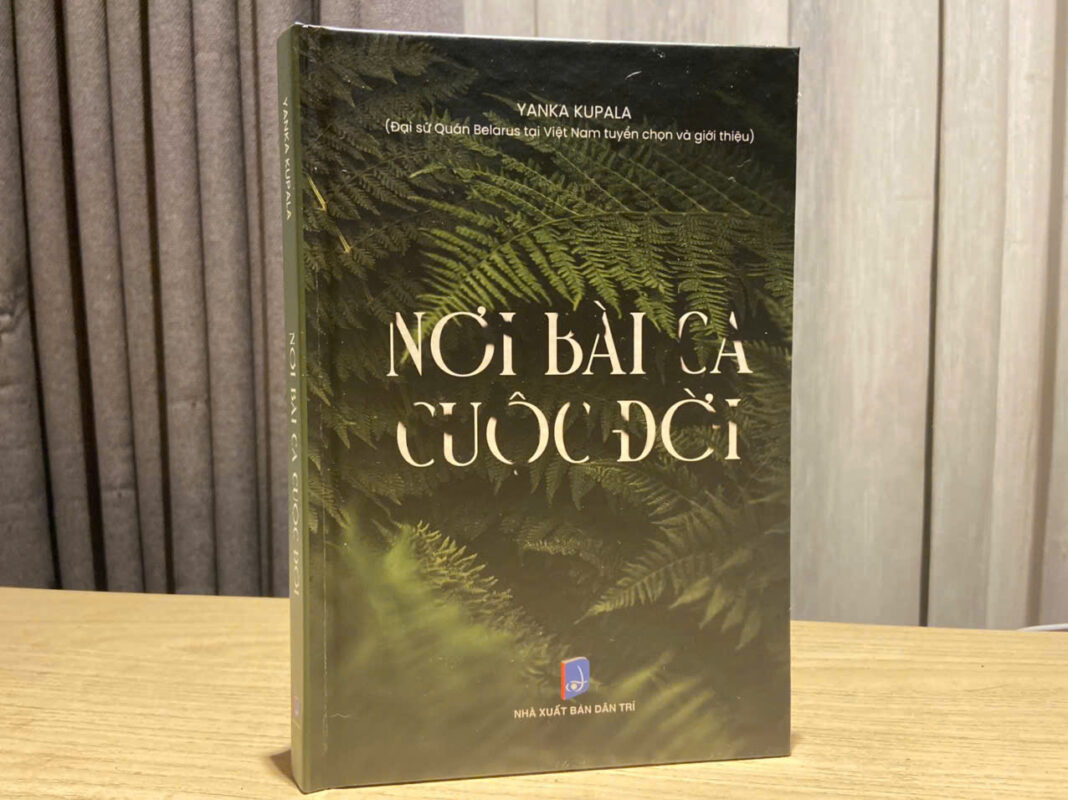 YANKA KUPALA
(Đại sứ Quán Belarus tại Việt Nam tuyển chọn và giới thiệu)
NƠI BÀI CA
CUỘC ĐỜI
NHÀ XUẤT BẢN DÂN TRÍ
YANKA KUPALA
NƠI BÀI CA CUỘC ĐỜI